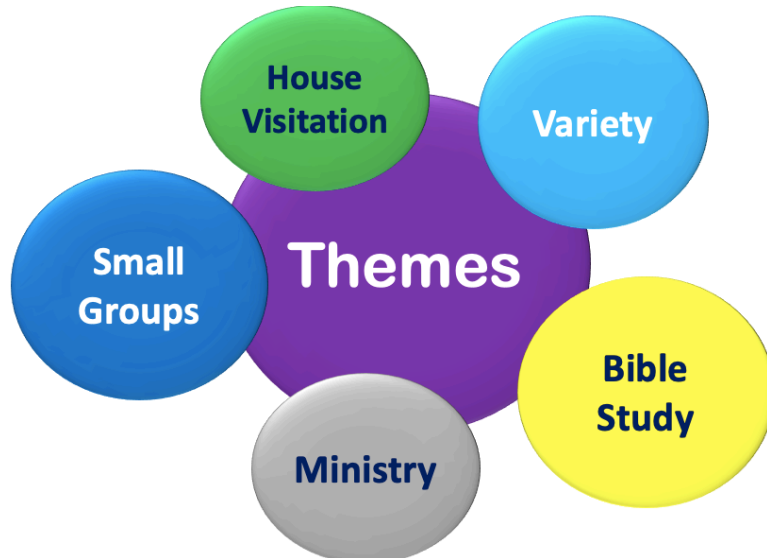 House
Visitation
Variety
Small
Groups
Themes
Bible
Study
Ministry